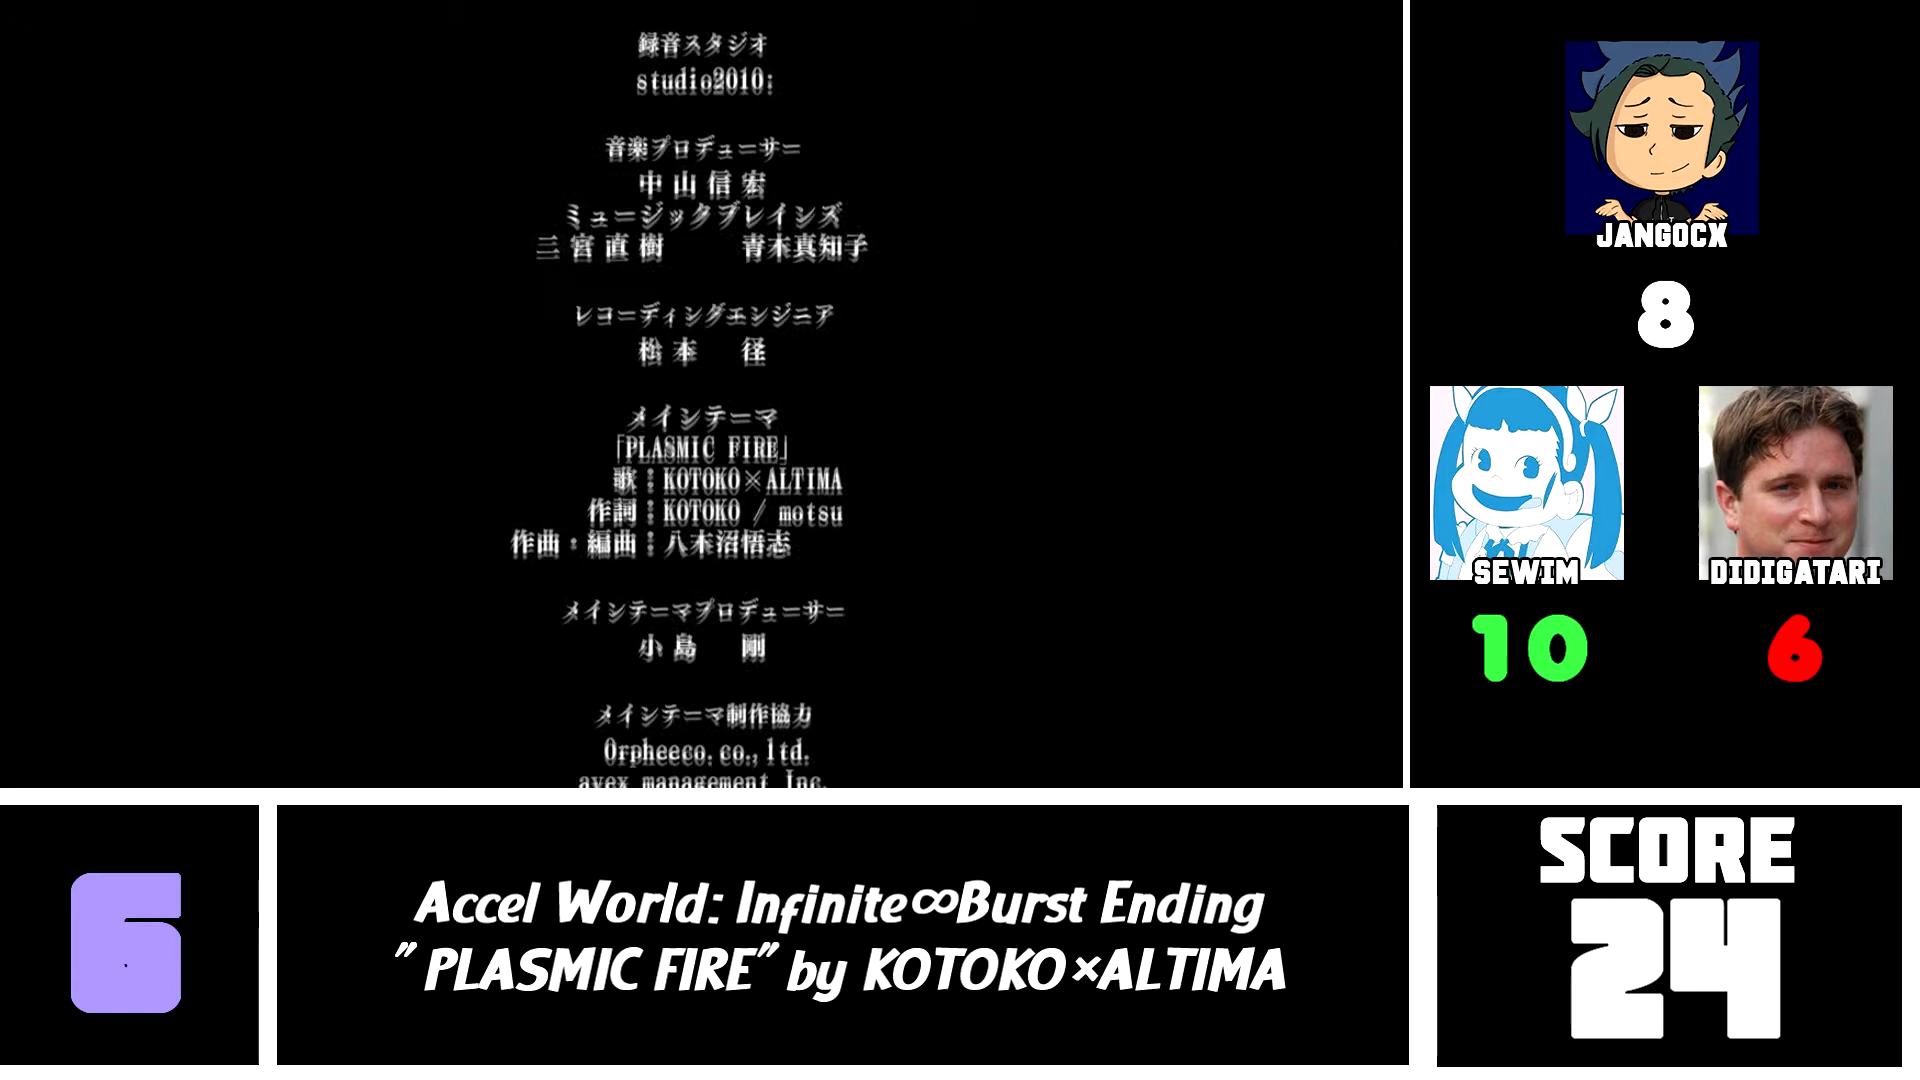 録音スタジオ
studio2010;
音楽プロデューサー
中山信宏
ミュージックブレインズ
三宮直樹 青木真知子
レコーディングエンジニア
松本 径
メインテーマ
「PLASMIC FIRE」
歌：KOTOKO×ALTIMA
作詞：KOTOKO / motsu
作曲・編曲：八木沼悟志
メインテーマプロデューサー
小島 剛
メインテーマ制作協力
Orpheeco.co.,ltd.
avex management Inc.
JANGOCX
8
SEWIM
DIDIGATARI
10
6
6
Accel World: Infinite∞Burst Ending
"PLASMIC FIRE" by KOTOKO×ALTIMA
SCORE
24